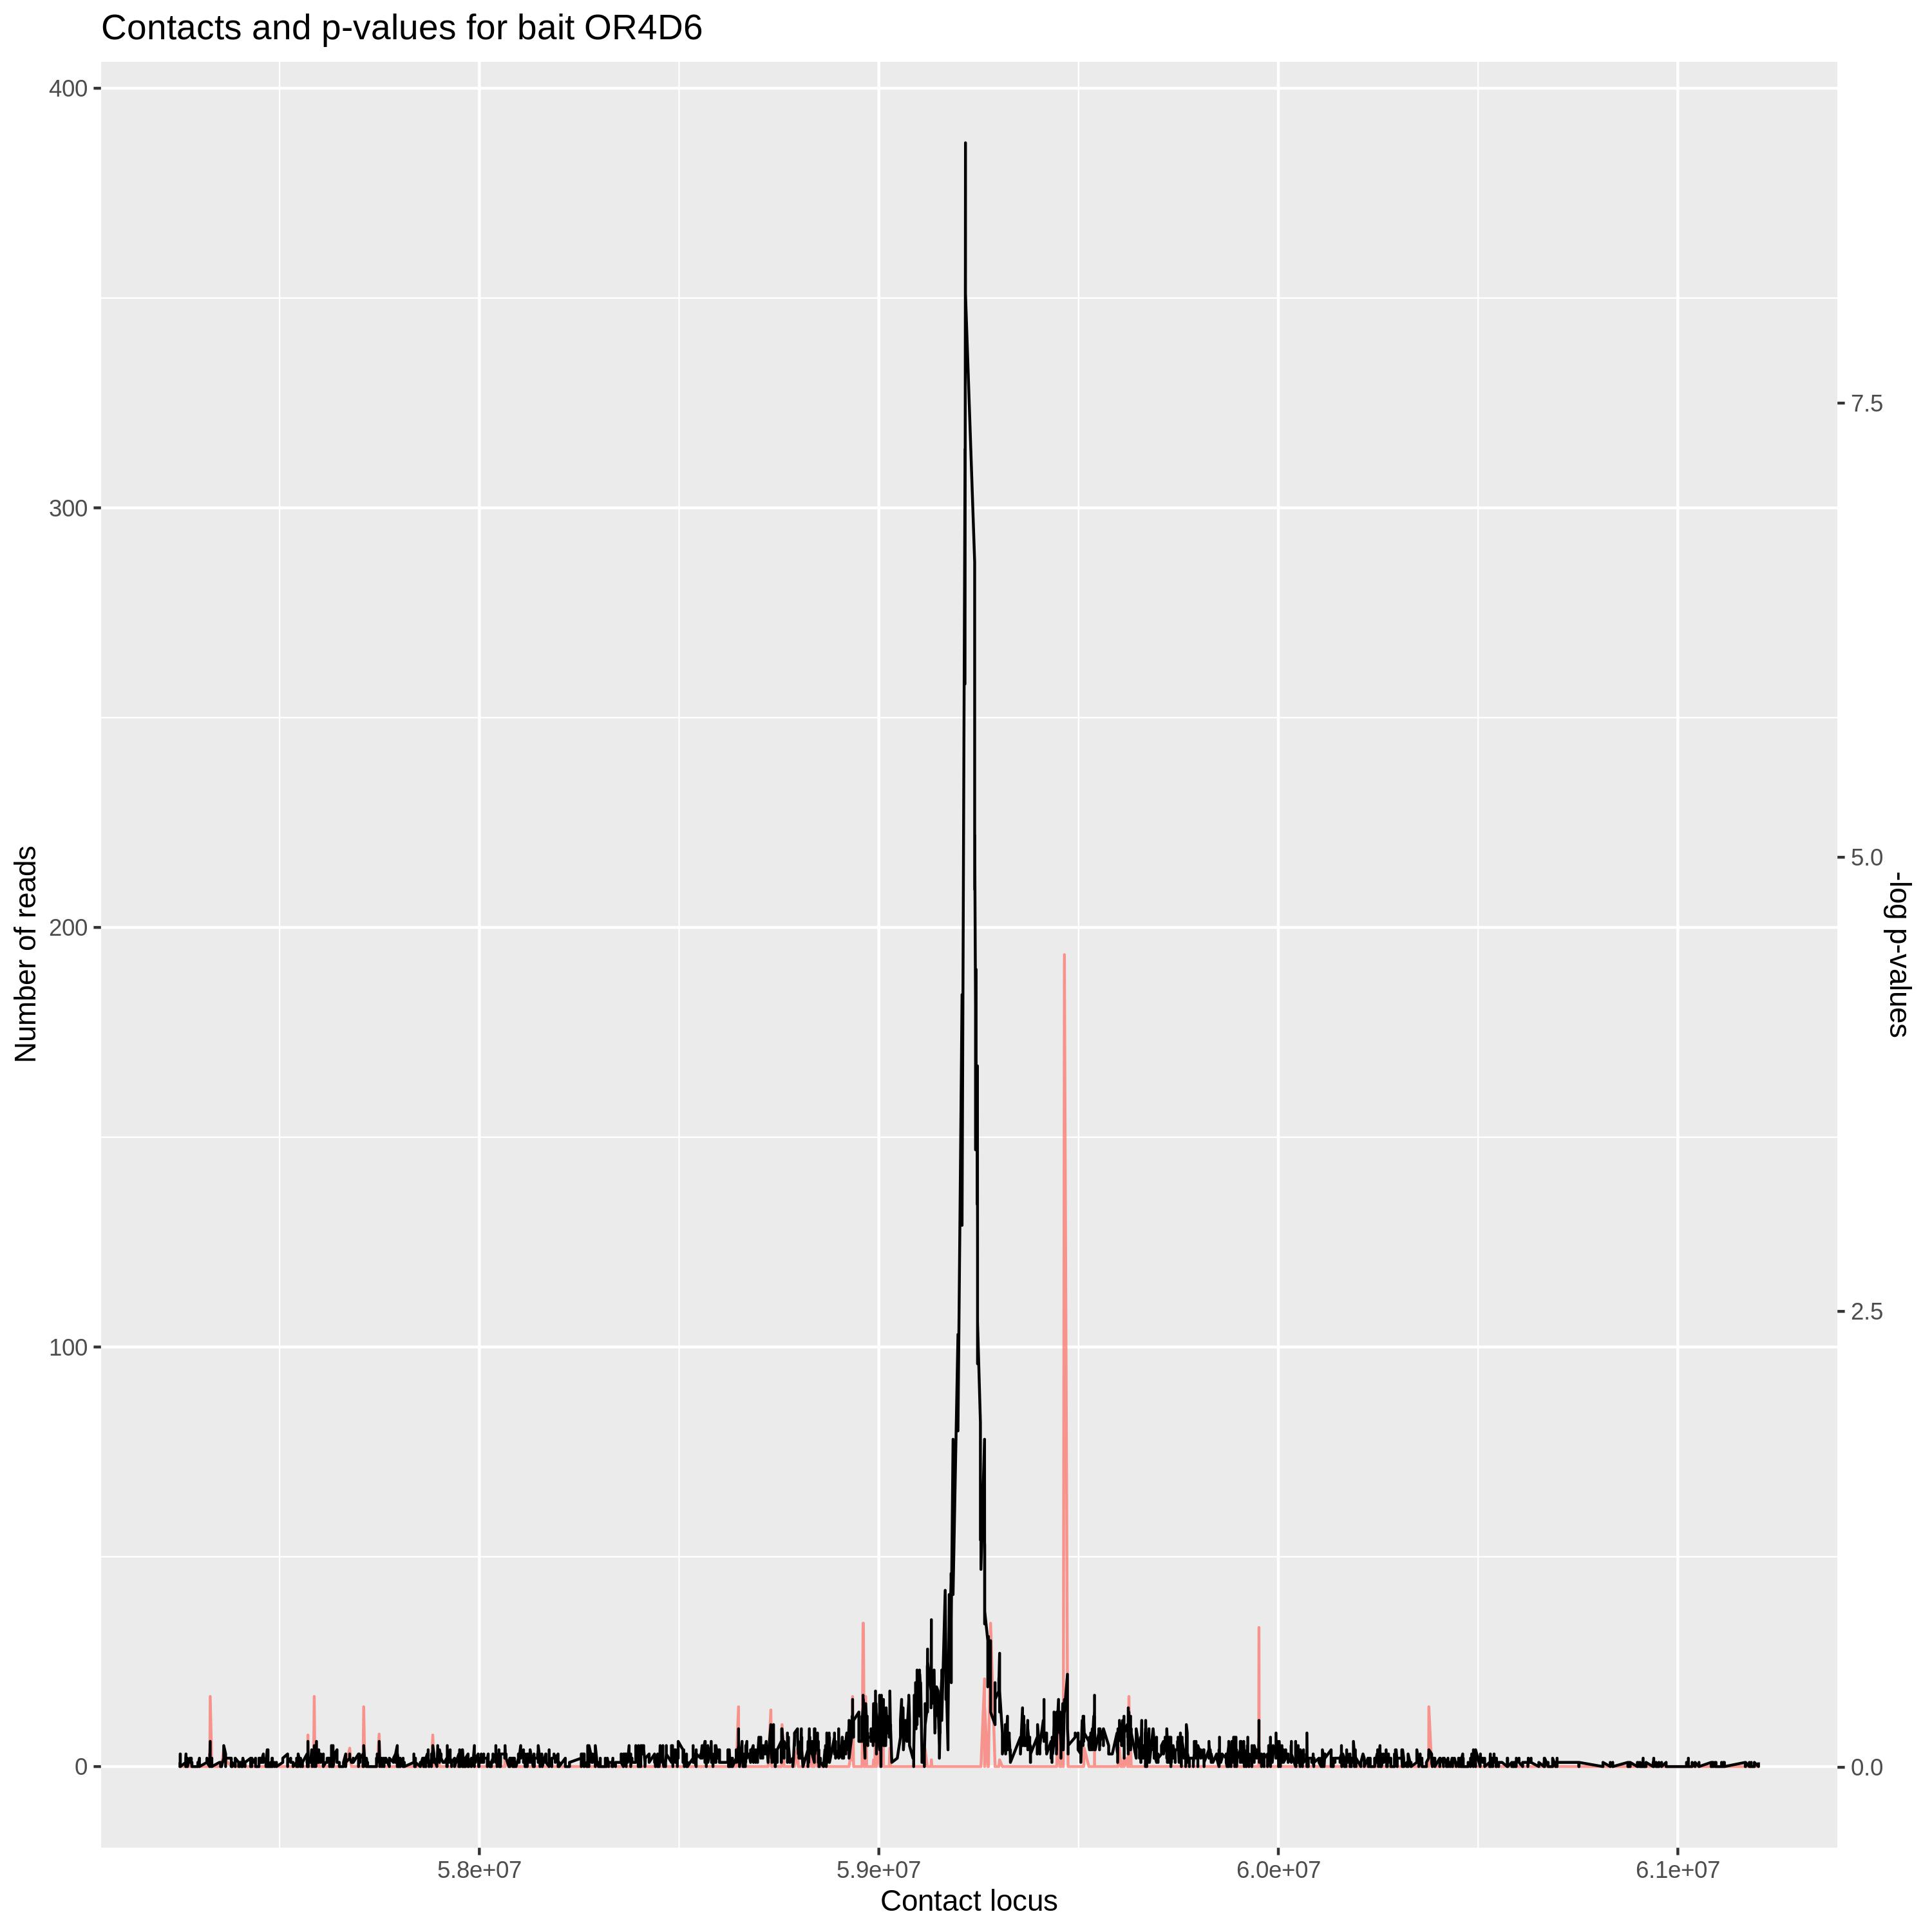 Contacts and p-values for bait OR4D6
400
300
200
100
0
Number of reads
7.5
5.0
2.5
0.0
-log p-values
5.8e+07
5.9e+07
6.0e+07
6.1e+07
Contact locus